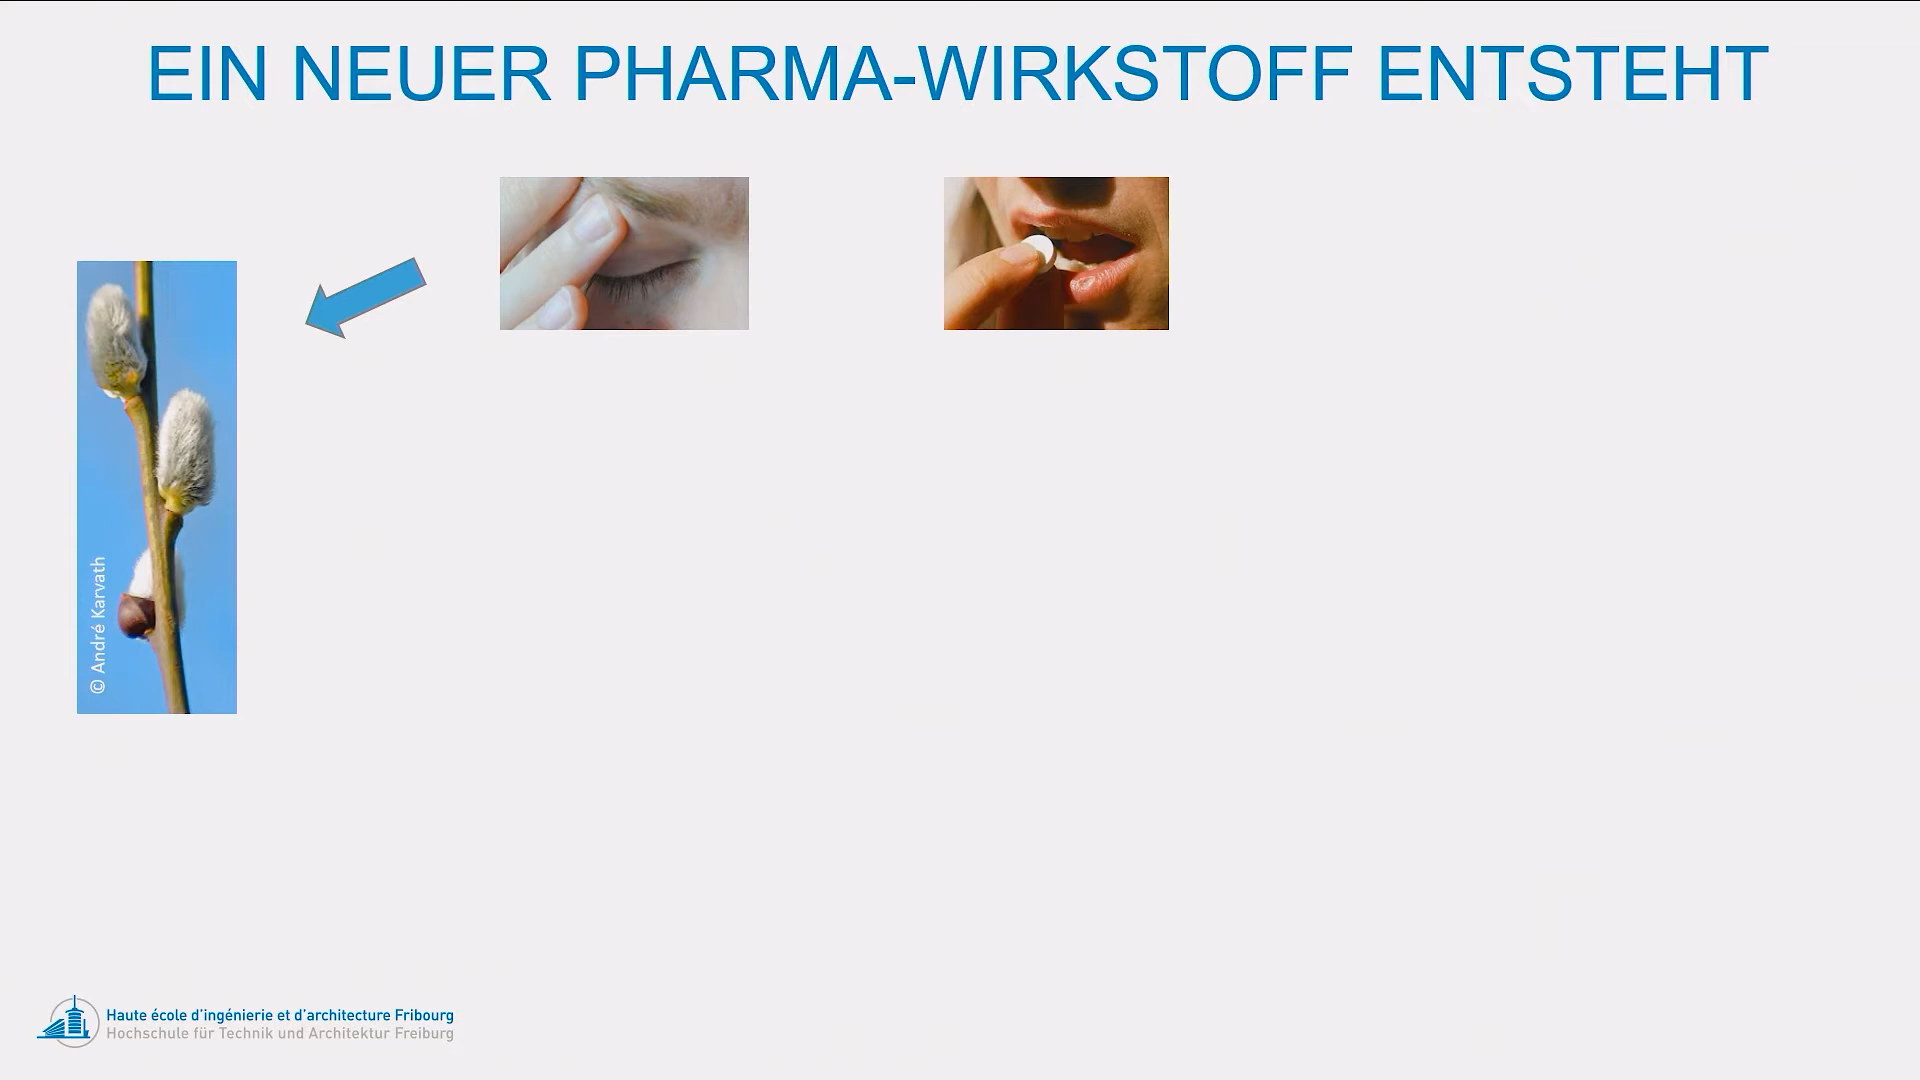 EIN NEUER PHARMA-WIRKSTOFF ENTSTEHT
© André Karvath
Haute école d'ingénierie et d'architecture Fribourg
Hochschule für Technik und Architektur Freiburg